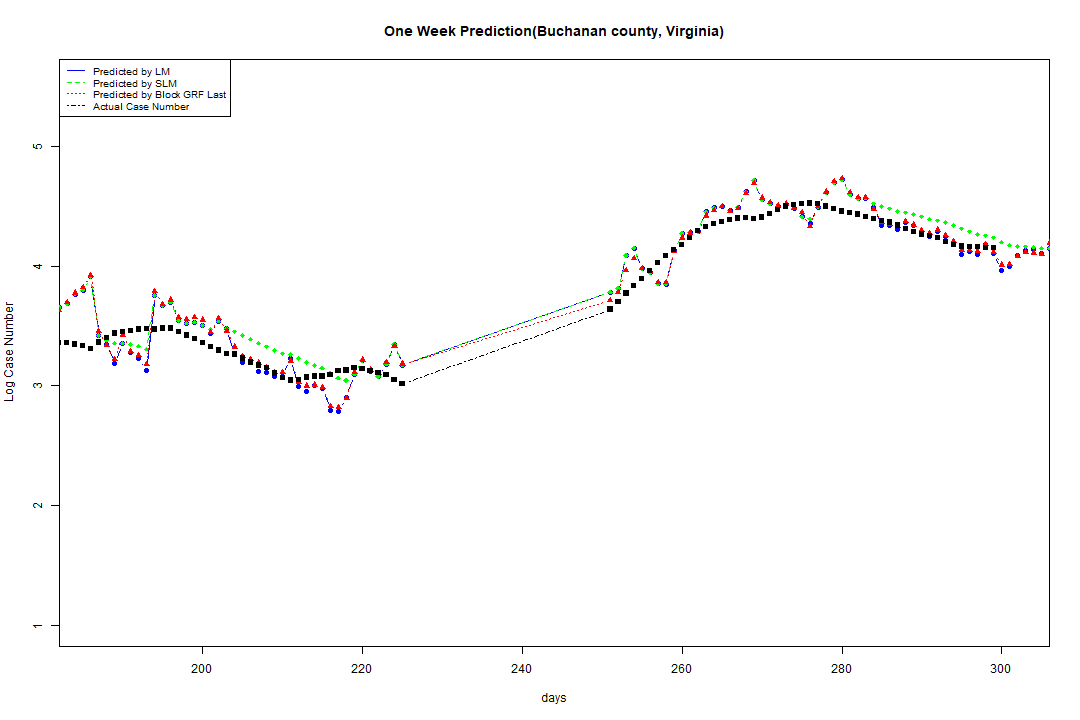 One Week Prediction(Buchanan county, Virginia)
Predicted by LM
Predicted by SLM
Predicted by Block GRF Last
Actual Case Number
5
4
3
2
1
Log Case Number
200 220 240 260 280 300
days